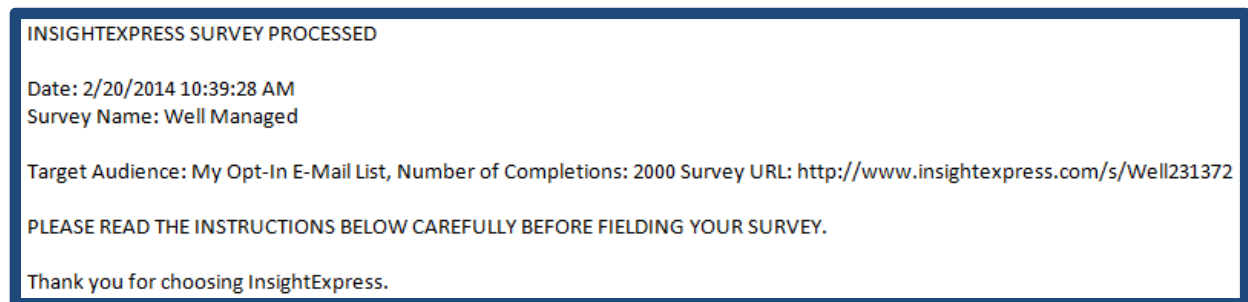 INSIGHTEXPRESS SURVEY PROCESSED
Date: 2/20/2014 10:39:28 AM
Survey Name: Well Managed
Target Audience: My Opt-In E-Mail List, Number of Completions: 2000 Survey URL: http://www.insightexpress.com/s/Well231372
PLEASE READ THE INSTRUCTIONS BELOW CAREFULLY BEFORE FIELDING YOUR SURVEY.
Thank you for choosing InsightExpress.